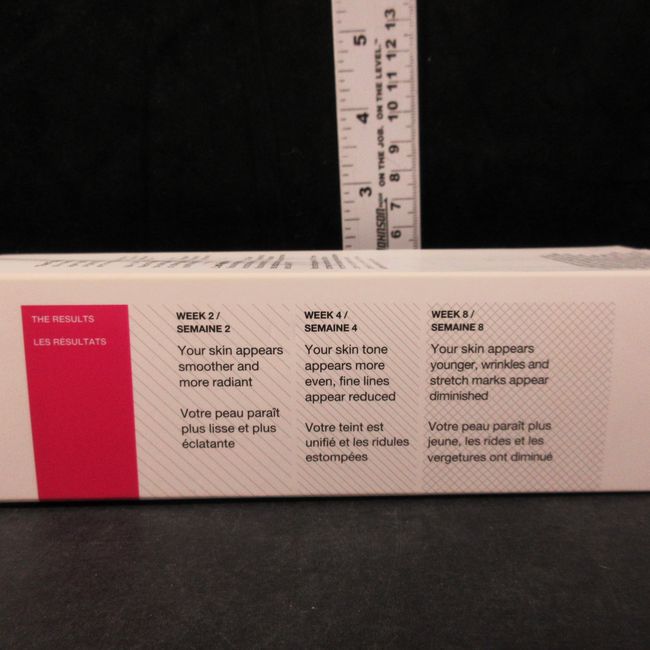 5
4
3
13
12
11
10
9
8
7
6
JOHNSON ON THE JOB. ON THE LEVEL.™
THE RESULTS
LES RÉSULTATS
WEEK 2 /
SEMAINE 2
Your skin appears
smoother and
more radiant
Votre peau paraît
plus lisse et plus
éclatante
WEEK 4 /
SEMAINE 4
Your skin tone
appears more
even, fine lines
appear reduced
Votre teint est
unifié et les ridules
estompées
WEEK 8 /
SEMAINE 8
Your skin appears
younger, wrinkles and
stretch marks appear
diminished
Votre peau paraît plus
jeune, les rides et les
vergetures ont diminué